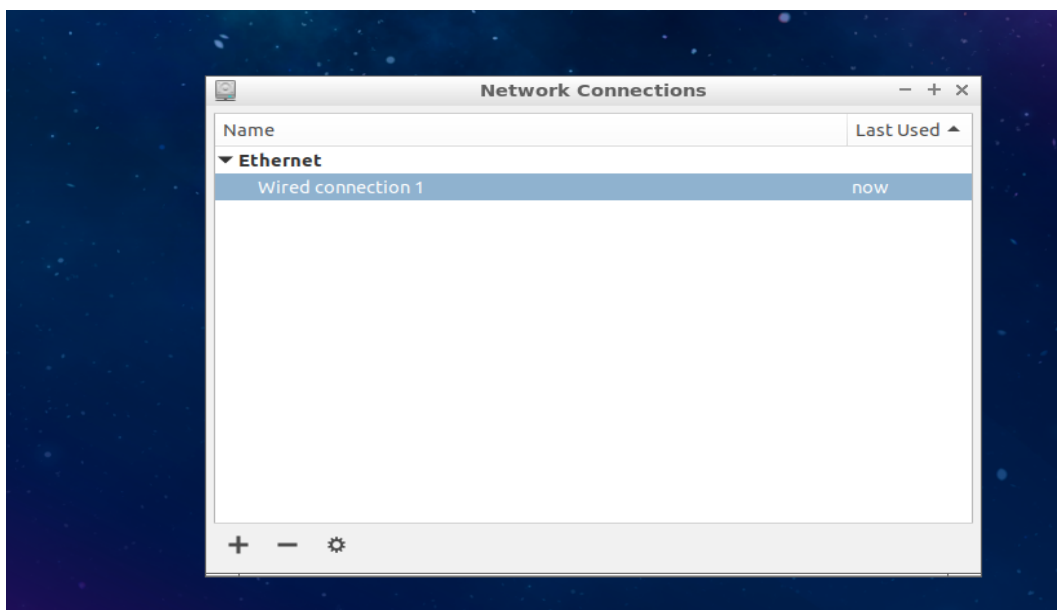 Network Connections
Name Last Used
Ethernet
Wired connection 1 now